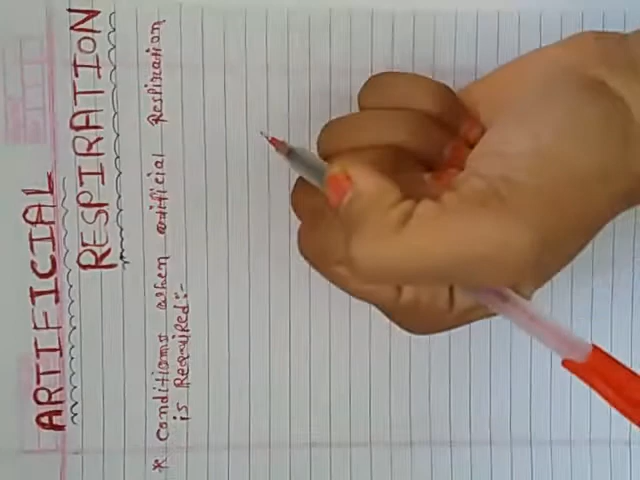 ARTIFICIAL
RESPIRATION
* Conditions when artificial Respiration
is Required:-